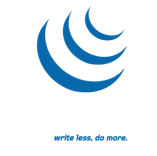 write less, do more.